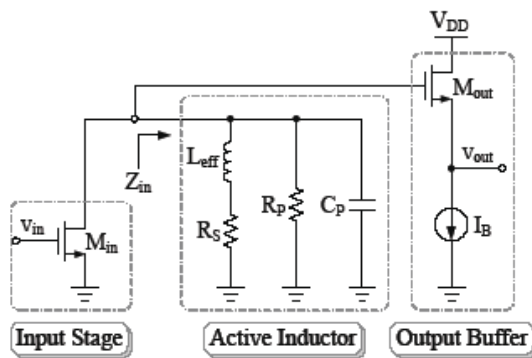 V_DD
M_out
L_eff
v_out
Z_in
R_P
C_P
v_in
R_S
I_B
M_in
Input Stage
Active Inductor
Output Buffer